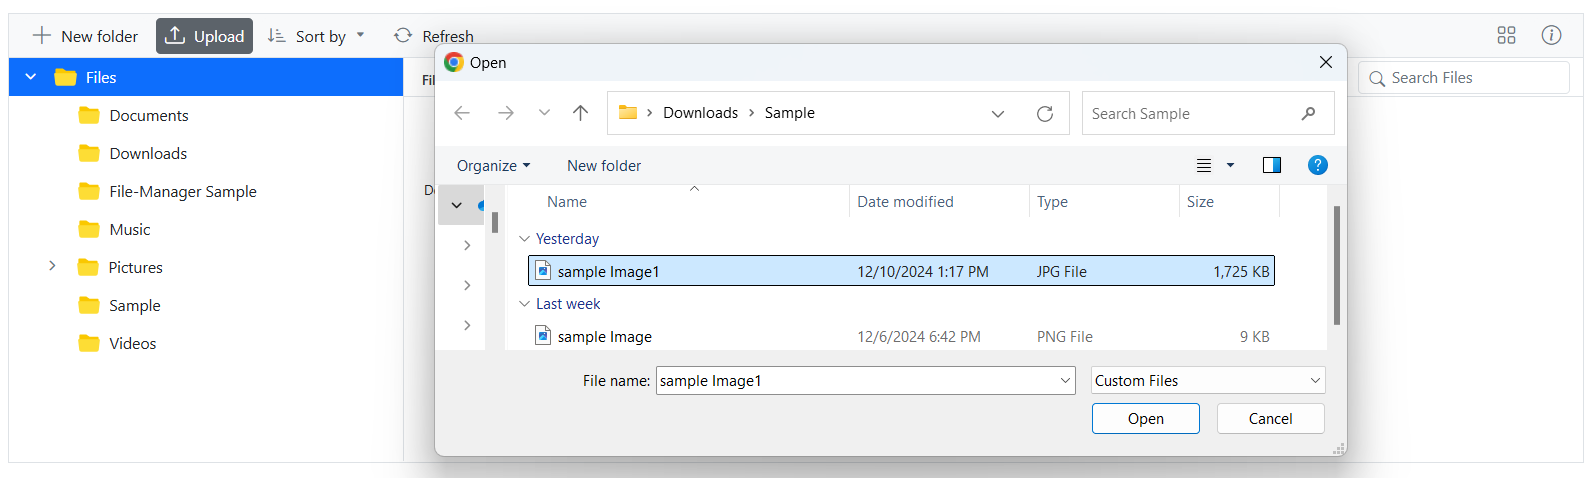 New folder Upload Sort by Refresh
Files
Documents
Downloads
File-Manager Sample
Music
Pictures
Sample
Videos
Search Files
Open
Downloads Sample
Search Sample
Organize New folder
Name Date modified Type Size
Yesterday
sample Image1 12/10/2024 1:17 PM JPG File 1,725 KB
Last week
sample Image 12/6/2024 6:42 PM PNG File 9 KB
File name: sample Image1 Custom Files
Open Cancel